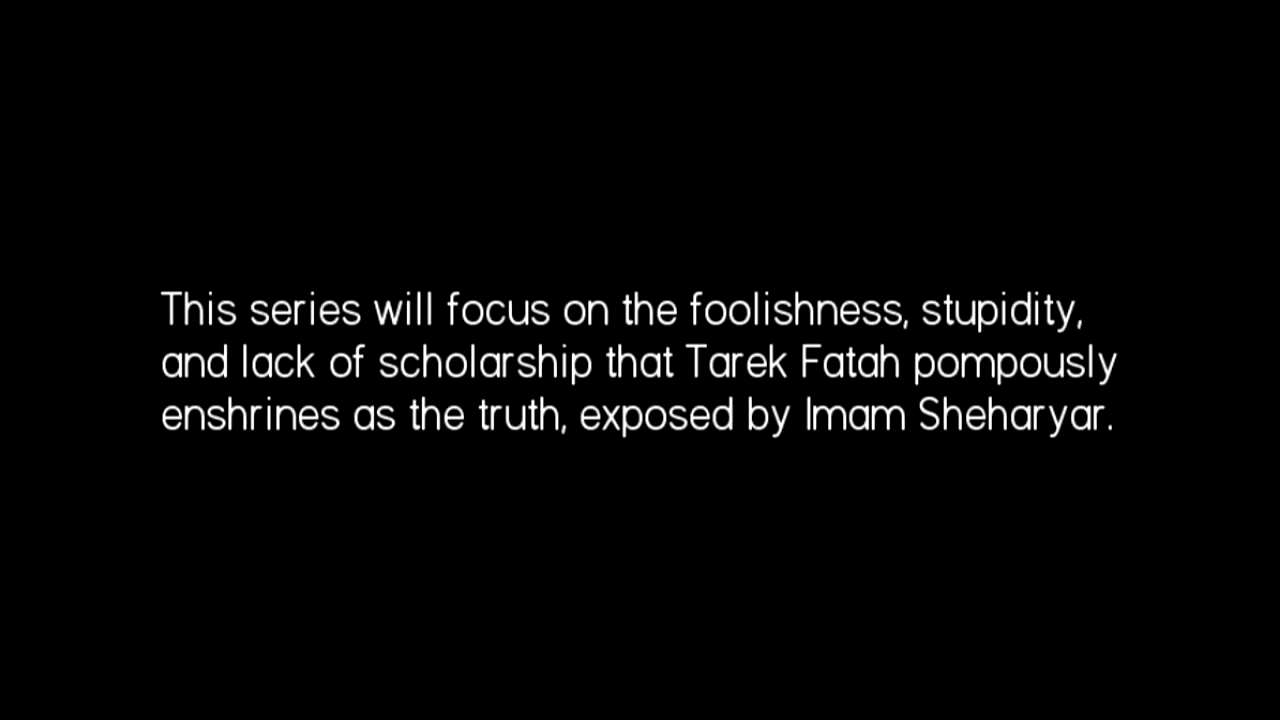 This series will focus on the foolishness, stupidity,
and lack of scholarship that Tarek Fatah pompously
enshrines as the truth, exposed by Imam Sheharyar.